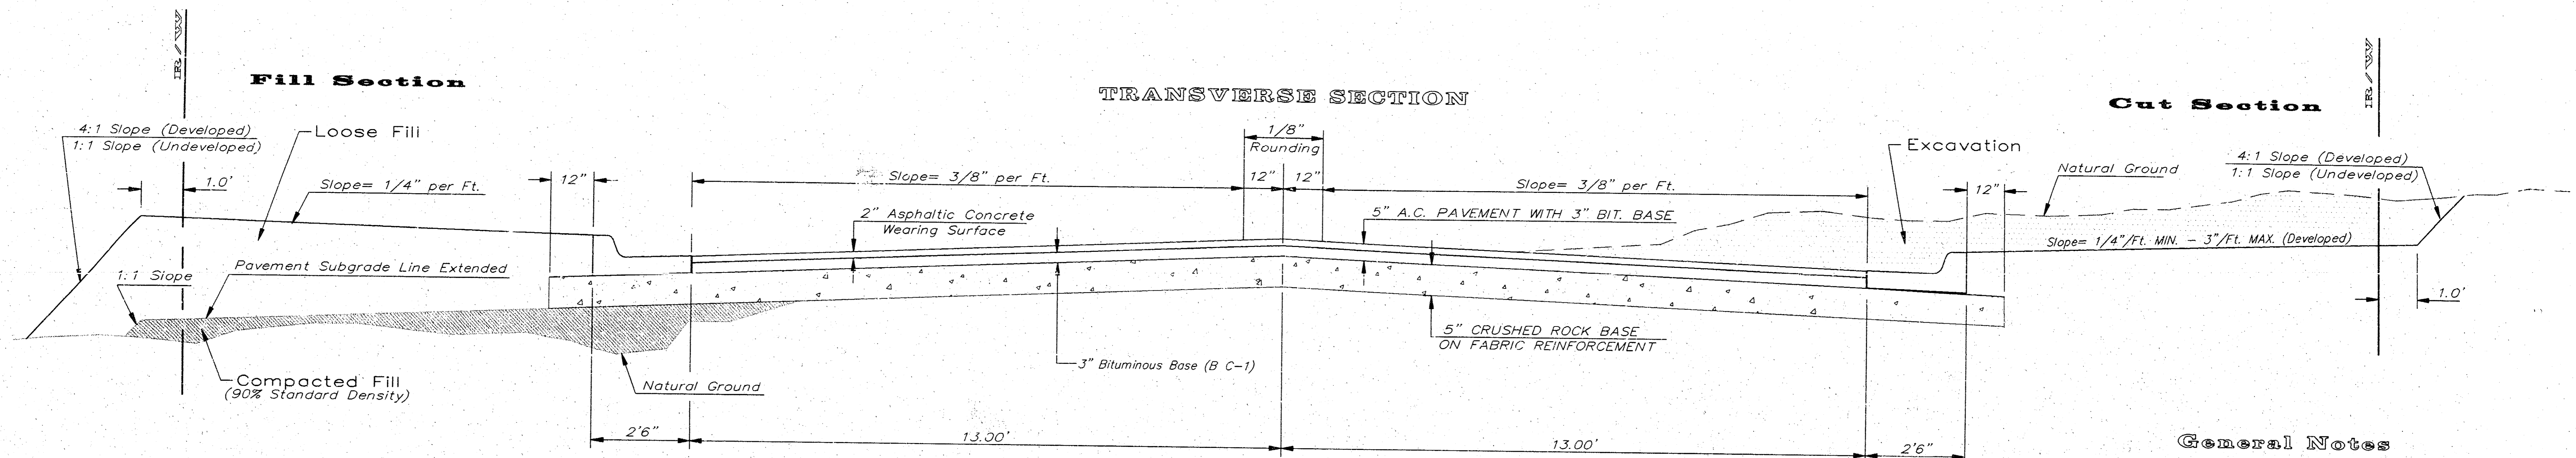 R/W
Fill Section
TRANSVERSE SECTION
Cut Section
R/W
4:1 Slope (Developed)
1:1 Slope (Undeveloped)
Loose Fill
1.0'
Slope= 1/4" per Ft.
12"
Slope= 3/8" per Ft.
1/8"
Rounding
12"
12"
Slope= 3/8" per Ft.
Excavation
Natural Ground
4:1 Slope (Developed)
1:1 Slope (Undeveloped)
12"
2" Asphaltic Concrete
Wearing Surface
5" A.C. PAVEMENT WITH 3" BIT. BASE
Slope= 1/4"/Ft. MIN. - 3"/Ft. MAX. (Developed)
1:1 Slope
Pavement Subgrade Line Extended
1.0'
5" CRUSHED ROCK BASE
ON FABRIC REINFORCEMENT
3" Bituminous Base (B C-1)
Compacted Fill
(90% Standard Density)
Natural Ground
2'6"
13.00'
13.00'
2'6"
General Notes